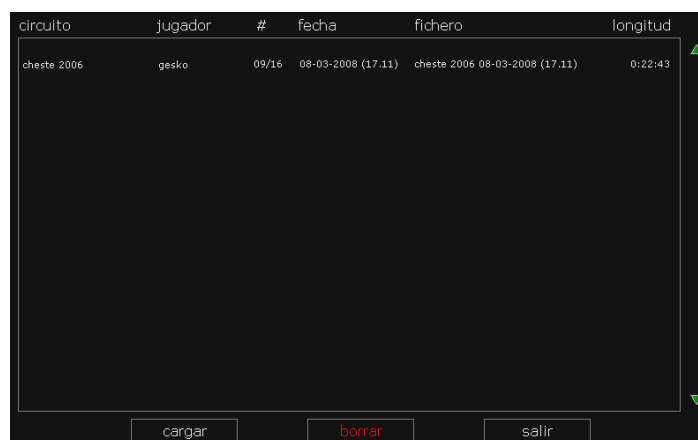 circuito jugador # fecha fichero longitud
cheste 2006 gesko 09/16 08-03-2008 (17.11) cheste 2006 08-03-2008 (17.11) 0:22:43
cargar borrar salir